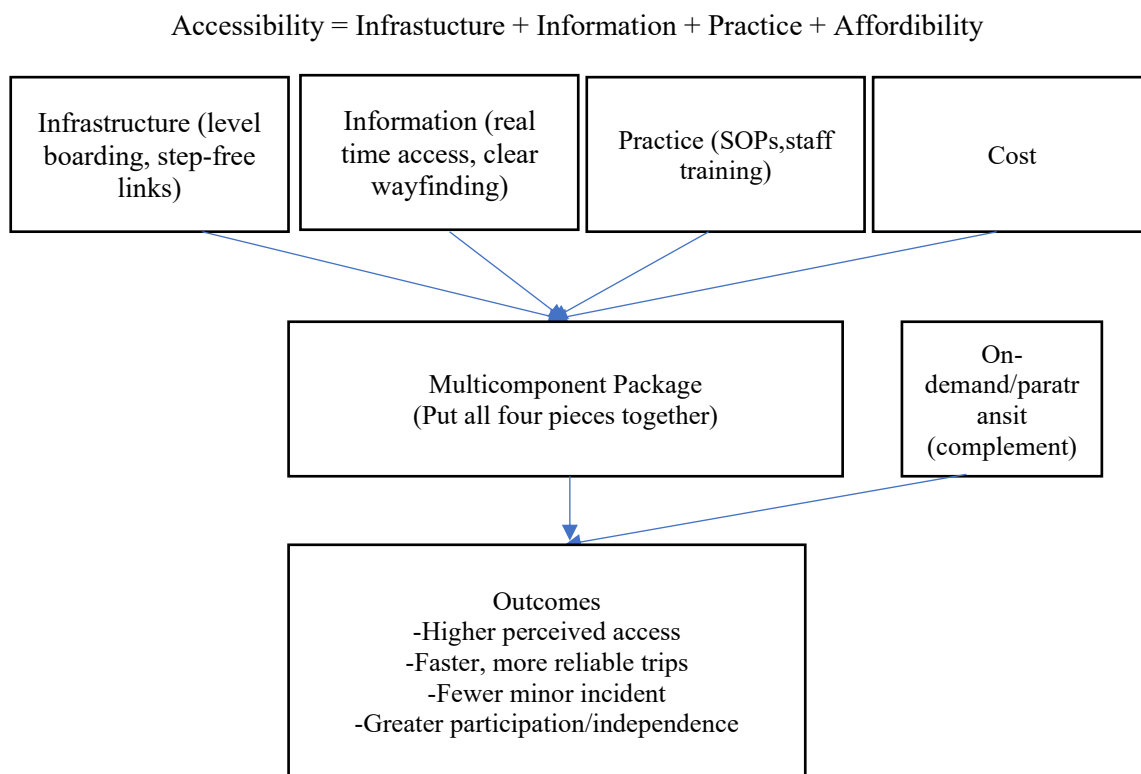 Accessibility = Infrastucture + Information + Practice + Affordibility
Infrastructure (level
boarding, step-free
links)
Information (real
time access, clear
wayfinding)
Practice (SOPs,staff
training)
Cost
Multicomponent Package
(Put all four pieces together)
On-
demand/paratr
ansit
(complement)
Outcomes
-Higher perceived access
-Faster, more reliable trips
-Fewer minor incident
-Greater participation/independence